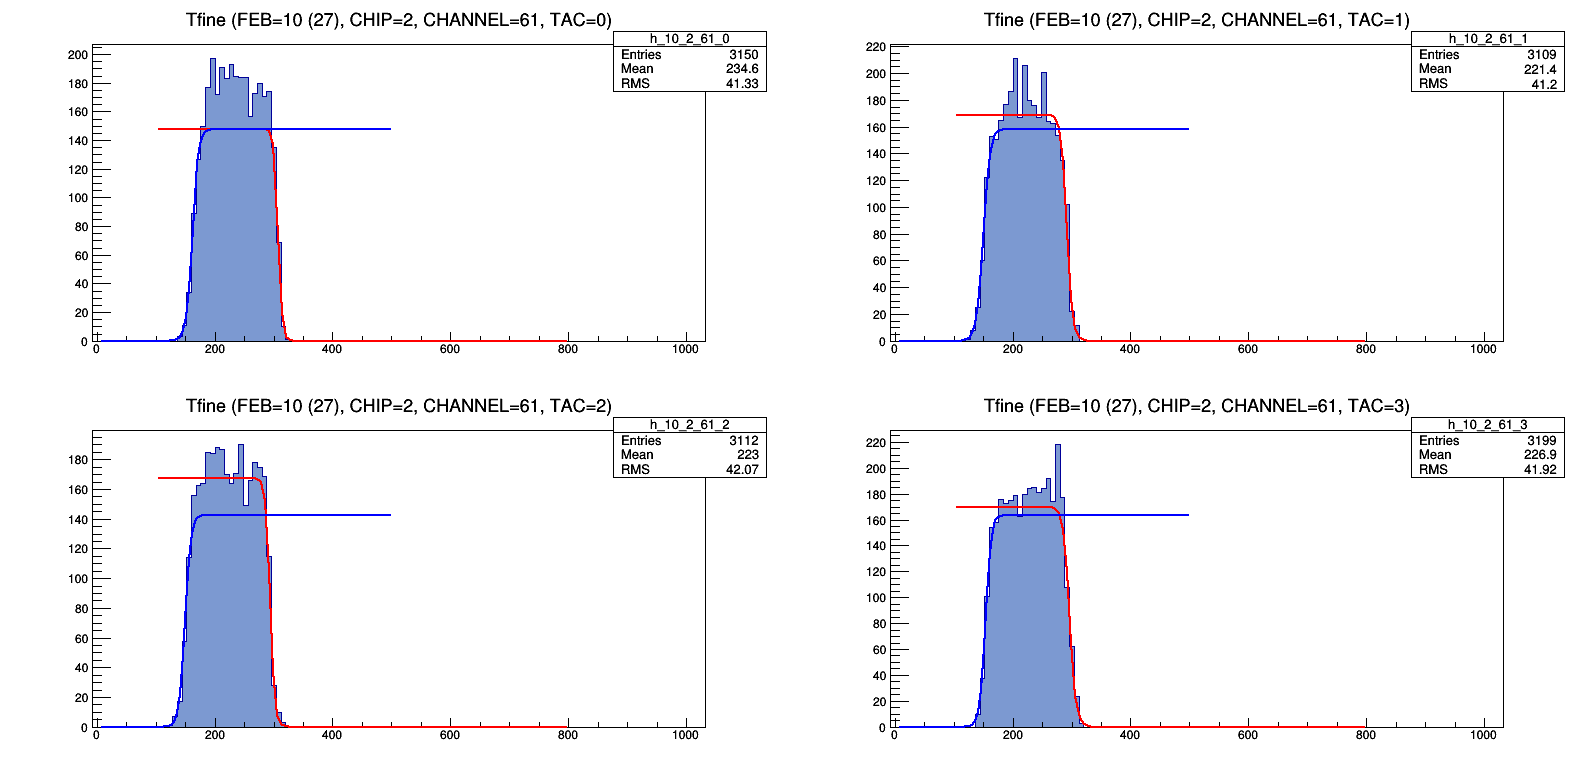 Tfine (FEB=10 (27), CHIP=2, CHANNEL=61, TAC=0)
h_10_2_61_0
Entries 3150
Mean 234.6
RMS 41.33
200
180
160
140
120
100
80
60
40
20
0
0 200 400 600 800 1000
Tfine (FEB=10 (27), CHIP=2, CHANNEL=61, TAC=1)
h_10_2_61_1
Entries 3109
Mean 221.4
RMS 41.2
220
200
180
160
140
120
100
80
60
40
20
0
0 200 400 600 800 1000
Tfine (FEB=10 (27), CHIP=2, CHANNEL=61, TAC=2)
h_10_2_61_2
Entries 3112
Mean 223
RMS 42.07
180
160
140
120
100
80
60
40
20
0
0 200 400 600 800 1000
Tfine (FEB=10 (27), CHIP=2, CHANNEL=61, TAC=3)
h_10_2_61_3
Entries 3199
Mean 226.9
RMS 41.92
220
200
180
160
140
120
100
80
60
40
20
0
0 200 400 600 800 1000